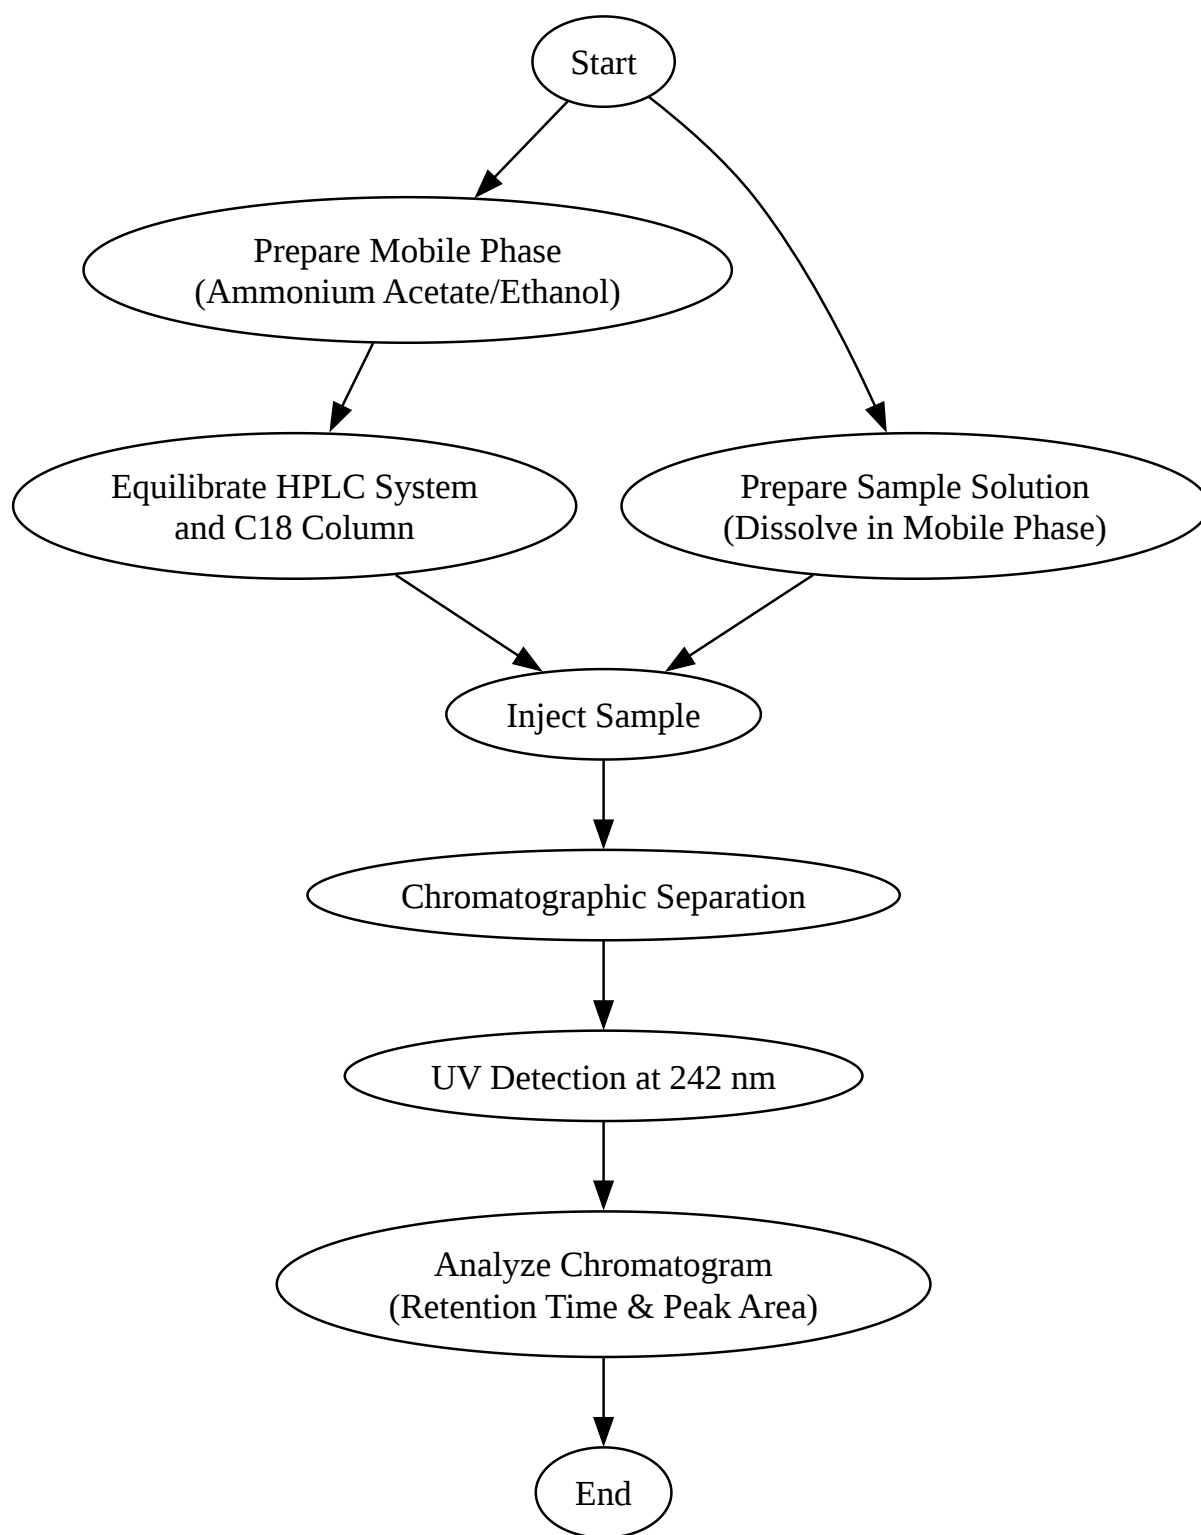 Start
Prepare Mobile Phase
(Ammonium Acetate/Ethanol)
Equilibrate HPLC System
and C18 Column
Prepare Sample Solution
(Dissolve in Mobile Phase)
Inject Sample
Chromatographic Separation
UV Detection at 242 nm
Analyze Chromatogram
(Retention Time & Peak Area)
End